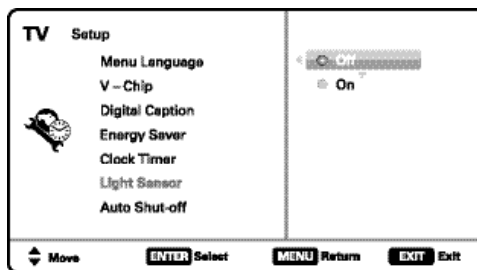 TV Setup
Menu Language
Off
V – Chip
On
Digital Caption
Energy Saver
Clock Timer
Light Sensor
Auto Shut-off
Move ENTER Select MENU Return EXIT Exit